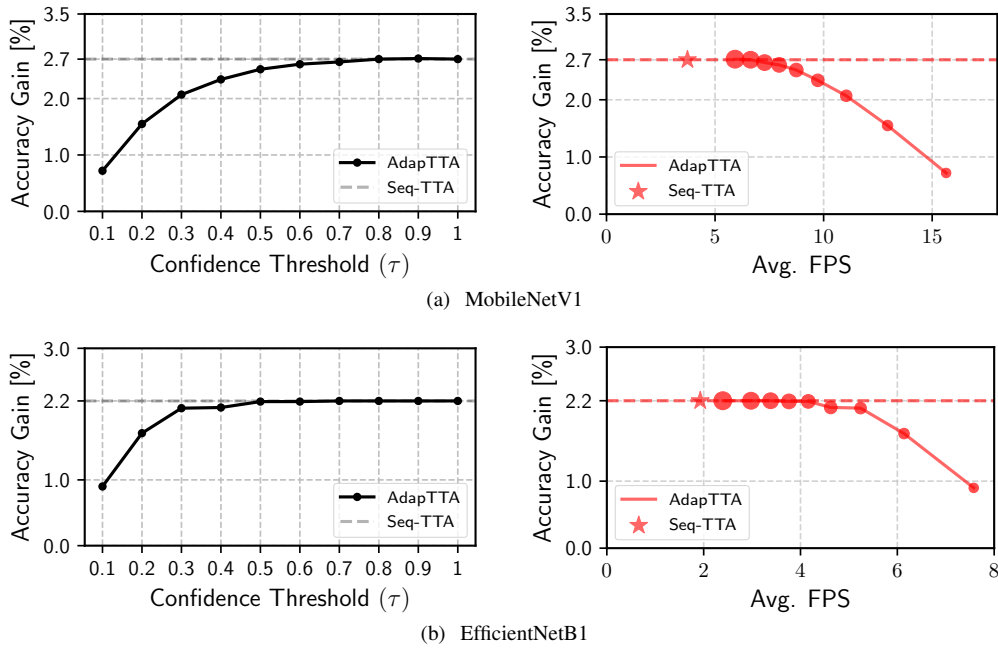 3.5
2.7
2.0
1.0
0.0
Accuracy Gain [%]
AdapTTA
Seq-TTA
0.1 0.2 0.3 0.4 0.5 0.6 0.7 0.8 0.9 1
Confidence Threshold (τ)
3.5
2.7
2.0
1.0
0.0
Accuracy Gain [%]
AdapTTA
Seq-TTA
0 5 10 15
Avg. FPS
(a) MobileNetV1
3.0
2.2
1.0
0.0
Accuracy Gain [%]
AdapTTA
Seq-TTA
0.1 0.2 0.3 0.4 0.5 0.6 0.7 0.8 0.9 1
Confidence Threshold (τ)
3.0
2.2
1.0
0.0
Accuracy Gain [%]
AdapTTA
Seq-TTA
0 2 4 6 8
Avg. FPS
(b) EfficientNetB1